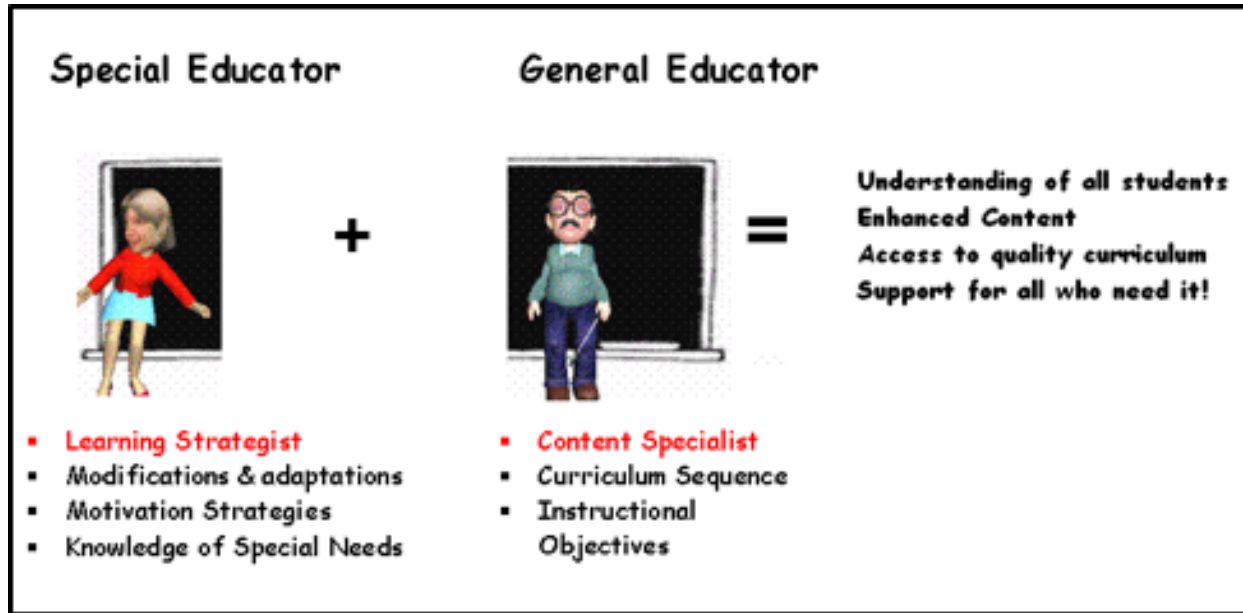 Special Educator
General Educator
+
=
Understanding of all students
Enhanced Content
Access to quality curriculum
Support for all who need it!
▪ Learning Strategist
▪ Modifications & adaptations
▪ Motivation Strategies
▪ Knowledge of Special Needs
▪ Content Specialist
▪ Curriculum Sequence
▪ Instructional
Objectives